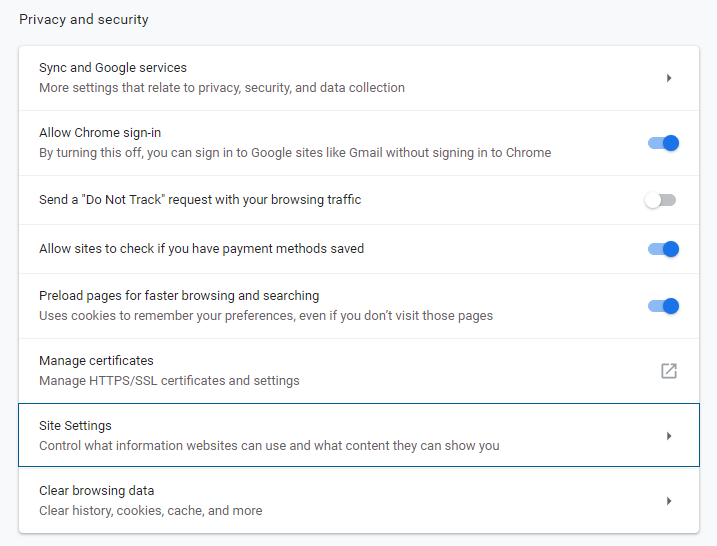 Privacy and security
Sync and Google services
More settings that relate to privacy, security, and data collection
Allow Chrome sign-in
By turning this off, you can sign in to Google sites like Gmail without signing in to Chrome
Send a "Do Not Track" request with your browsing traffic
Allow sites to check if you have payment methods saved
Preload pages for faster browsing and searching
Uses cookies to remember your preferences, even if you don’t visit those pages
Manage certificates
Manage HTTPS/SSL certificates and settings
Site Settings
Control what information websites can use and what content they can show you
Clear browsing data
Clear history, cookies, cache, and more